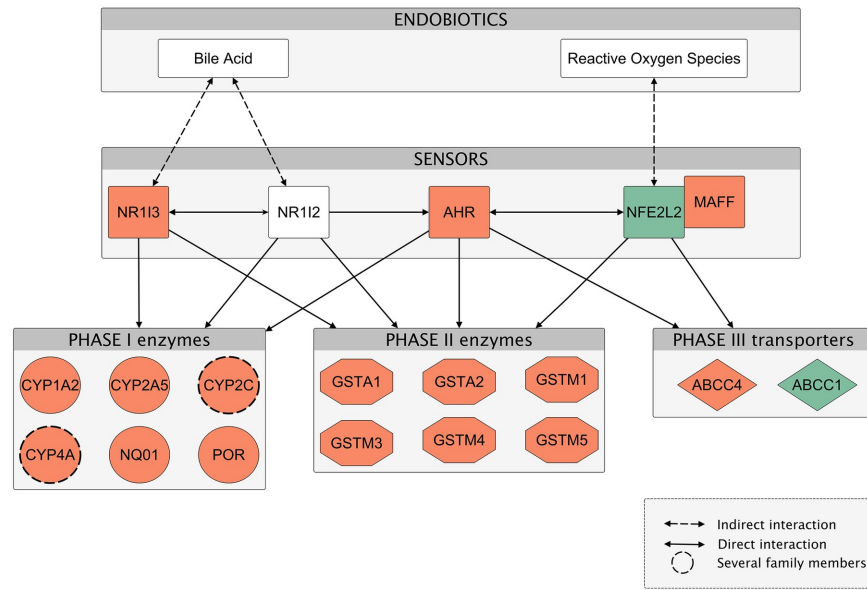 ENDOBIOTICS
Bile Acid
Reactive Oxygen Species
SENSORS
NR1I3
NR1I2
AHR
NFE2L2
MAFF
PHASE I enzymes
PHASE II enzymes
PHASE III transporters
CYP1A2
CYP2A5
CYP2C
GSTA1
GSTA2
GSTM1
ABCC4
ABCC1
CYP4A
NQ01
POR
GSTM3
GSTM4
GSTM5
Indirect interaction
Direct interaction
Several family members